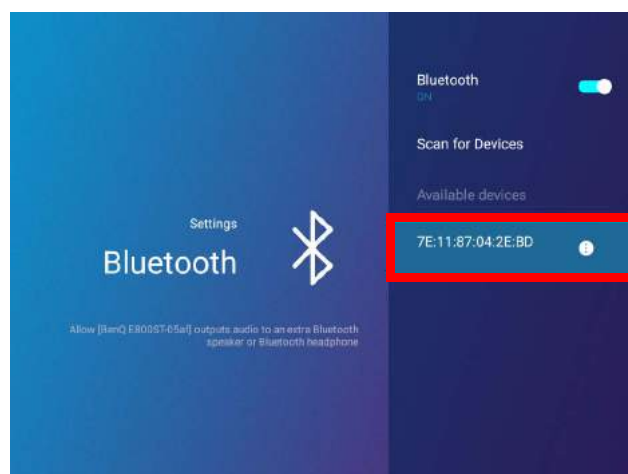 Settings
Bluetooth
Allow [BenQ E800ST-05af] outputs audio to an extra Bluetooth
speaker or Bluetooth headphone
Bluetooth
ON
Scan for Devices
Available devices
7E:11:87:04:2E:BD